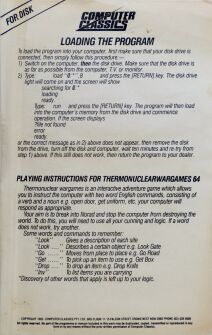 FOR DISK
COMPUTER
CLASSICS
LOADING THE PROGRAM
To load the program into your computer, first make sure that your disk drive is
connected, then simply follow this procedure:—
1) Switch on the computer, then the disk drive. Make sure that the disk drive is
as far as possible from the computer, T.V. or monitor.
2) Type: load "0:*",8 and press the [RETURN] key. The disk drive
light will come on and the screen will show
searching for 0:*
loading
ready.
Type: run and press the [RETURN] key. The program will then load
into the computer's memory from the disk drive and commence
operation. If the screen displays
?file not found
error
ready.
or the correct message as in 2) above does not appear, then remove the disk
from the drive, turn off the disk and computer, wait ten minutes and re try from
step 1) above. If this still does not work, then return the program to your dealer.
PLAYING INSTRUCTIONS FOR THERMONUCLEARWARGAMES 64
Thermonuclear wargames is an interactive adventure game which allows
you to instruct the computer with two word English commands, consisting of
a verb and a noun e.g. open door, get uniform, etc. your computer will
respond as appropriate.
Your aim is to break into Norad and stop the computer from destroying the
world. To do this, you will need to use all your cunning and logic. If a word
does not work, try another.
Some words and commands to remember:
"Look" Gives a description of each site
"Look ....." Describes a certain object e.g. Look Gate
"Go ....." Moves from place to place e.g. Go Road
"Get ....." To pick up an item to use e.g. Get Box
"Drop ....." To drop an item e.g. Drop Knife
"Inv" To list items you are carrying
*Discovery of other words that apply is left up to your logic.